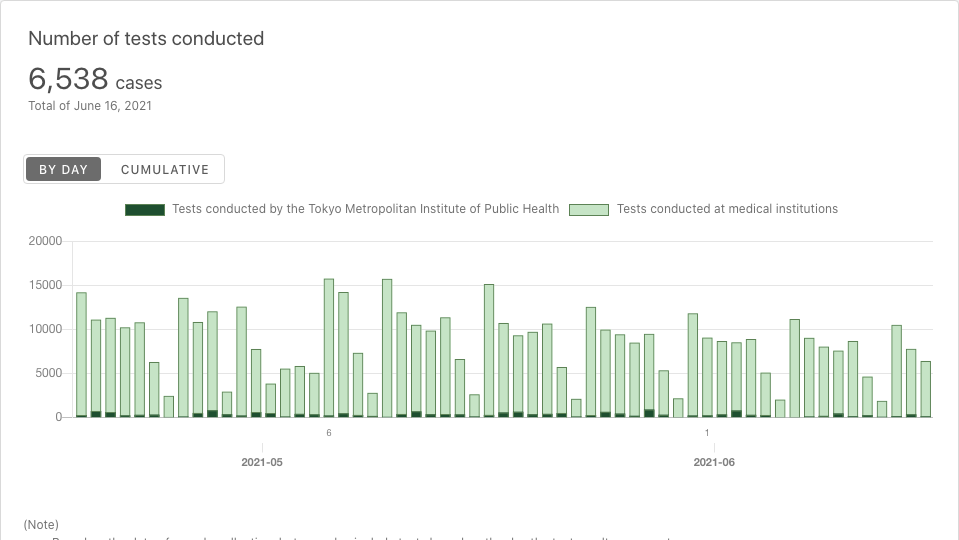 Number of tests conducted
6,538 cases
Total of June 16, 2021
BY DAY CUMULATIVE
Tests conducted by the Tokyo Metropolitan Institute of Public Health Tests conducted at medical institutions
20000
15000
10000
5000
0
6 1
2021-05 2021-06
(Note)